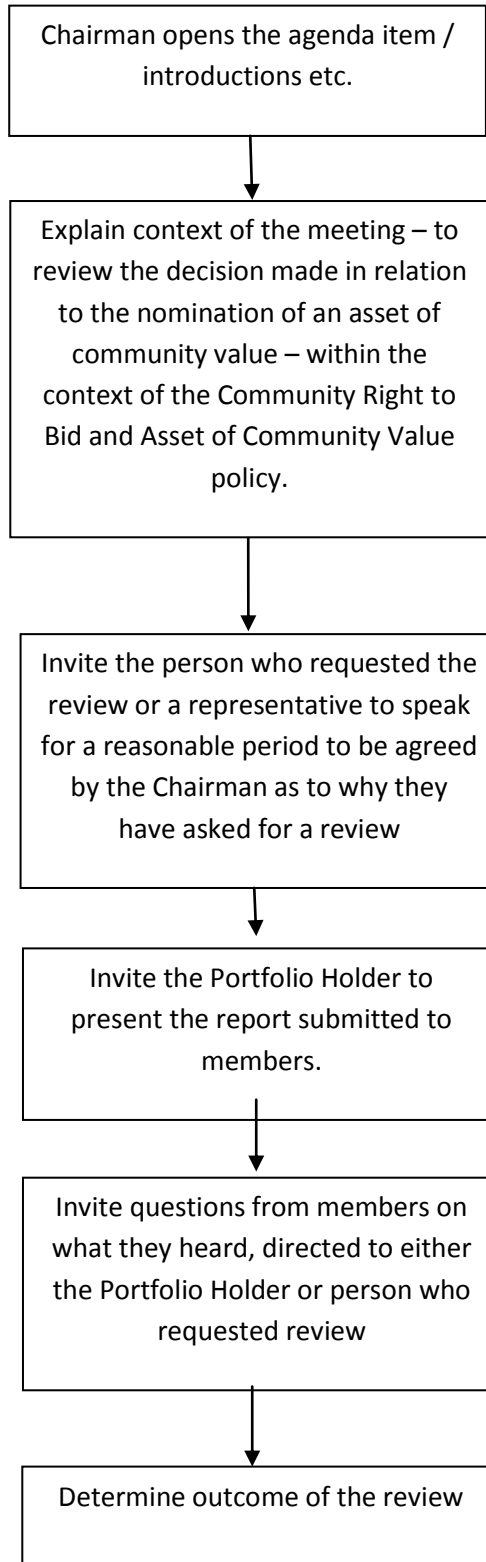 Chairman opens the agenda item /
introductions etc.
Explain context of the meeting – to
review the decision made in relation
to the nomination of an asset of
community value – within the
context of the Community Right to
Bid and Asset of Community Value
policy.
Invite the person who requested the
review or a representative to speak
for a reasonable period to be agreed
by the Chairman as to why they
have asked for a review
Invite the Portfolio Holder to
present the report submitted to
members.
Invite questions from members on
what they heard, directed to either
the Portfolio Holder or person who
requested review
Determine outcome of the review